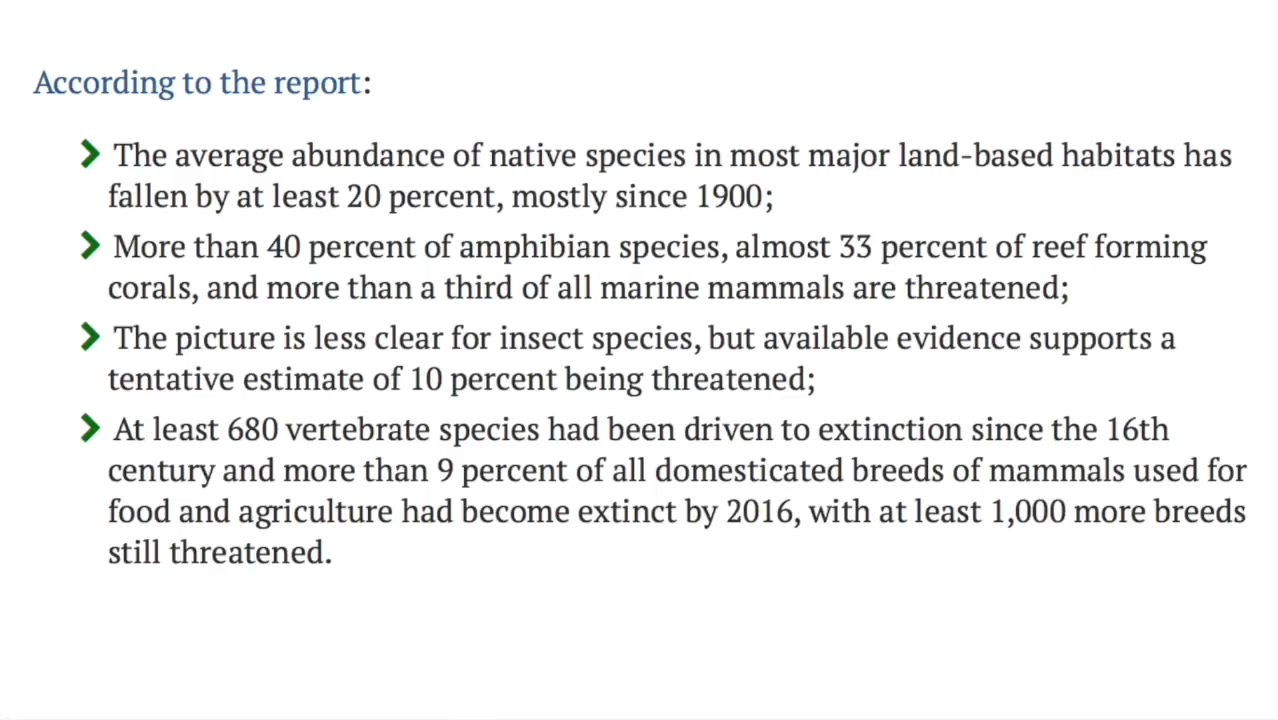 According to the report:
The average abundance of native species in most major land-based habitats has
fallen by at least 20 percent, mostly since 1900;
More than 40 percent of amphibian species, almost 33 percent of reef forming
corals, and more than a third of all marine mammals are threatened;
The picture is less clear for insect species, but available evidence supports a
tentative estimate of 10 percent being threatened;
At least 680 vertebrate species had been driven to extinction since the 16th
century and more than 9 percent of all domesticated breeds of mammals used for
food and agriculture had become extinct by 2016, with at least 1,000 more breeds
still threatened.